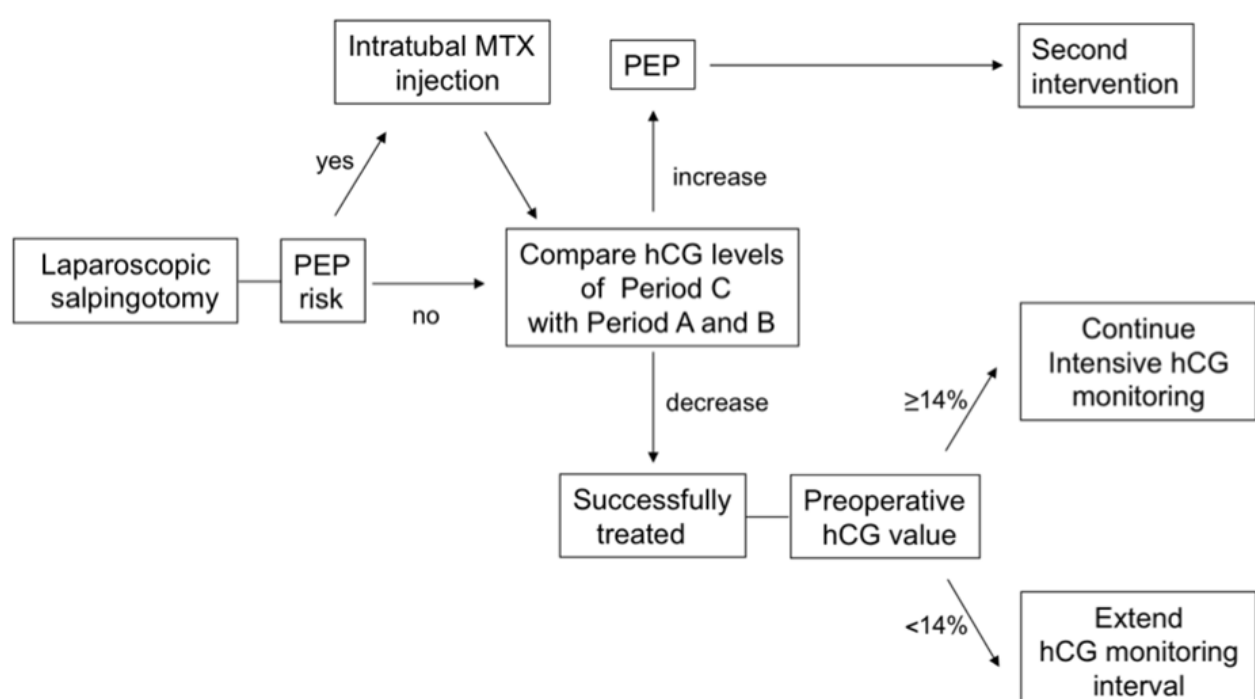 Intratubal MTX
injection
PEP
Second
intervention
yes
increase
Laparoscopic
salpingotomy
PEP
risk
no
Compare hCG levels
of Period C
with Period A and B
decrease
Continue
Intensive hCG
monitoring
≥14%
Successfully
treated
Preoperative
hCG value
<14%
Extend
hCG monitoring
interval